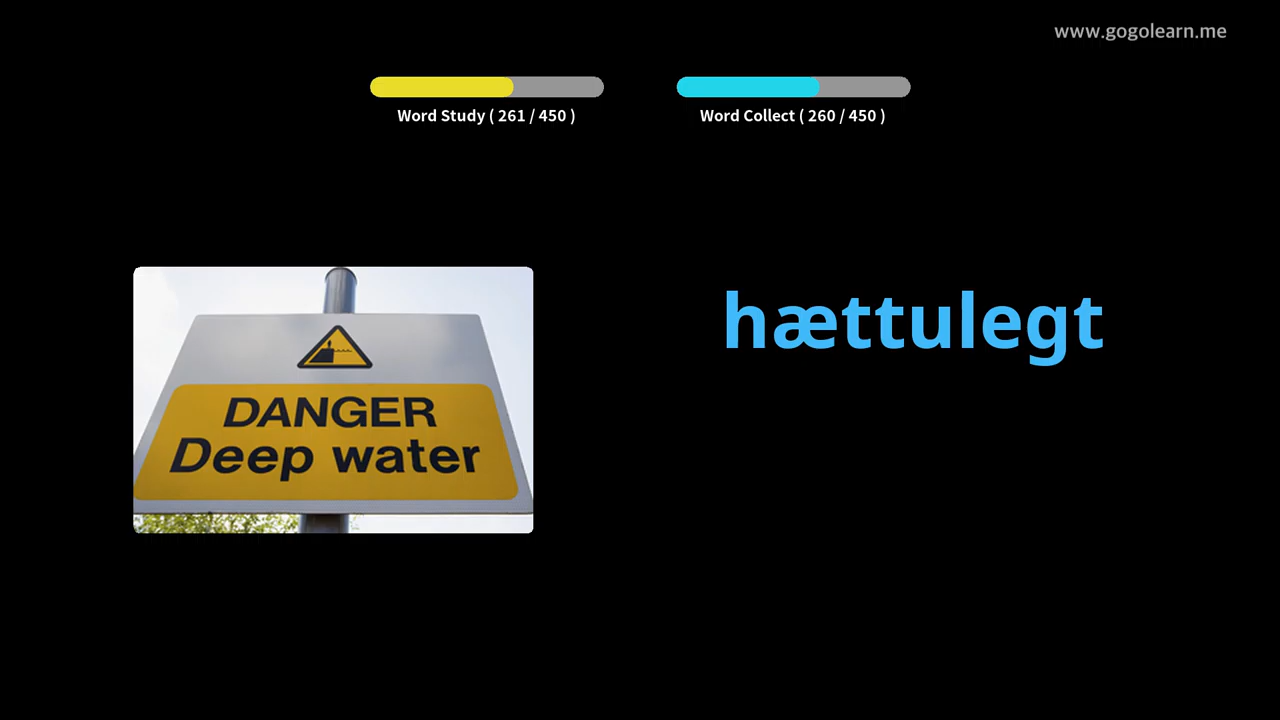 www.gogolearn.me
Word Study ( 261 / 450 )
Word Collect ( 260 / 450 )
hættulegt
DANGER
Deep water